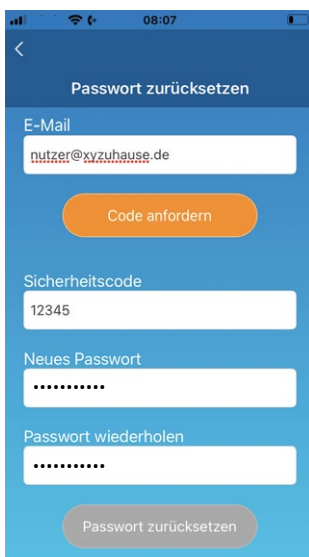 08:07
Passwort zurücksetzen
E-Mail
nutzer@xyzuhause.de
Code anfordern
Sicherheitscode
12345
Neues Passwort
•••••••••••
Passwort wiederholen
•••••••••••
Passwort zurücksetzen